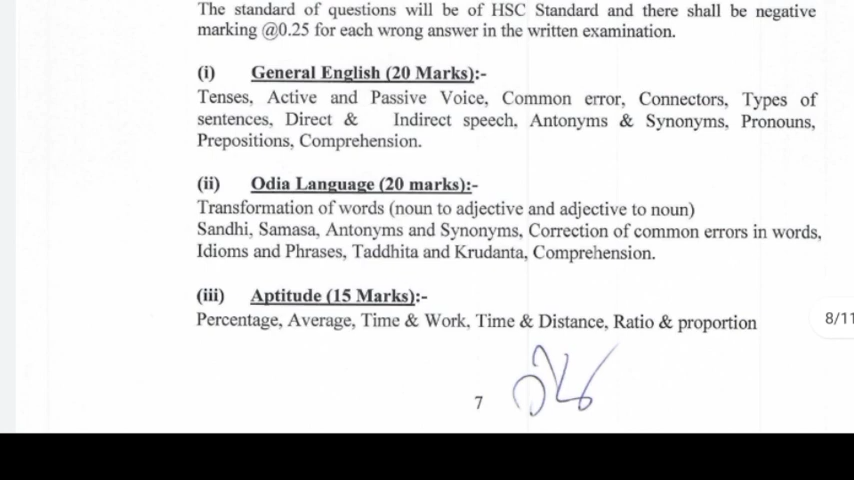 The standard of questions will be of HSC Standard and there shall be negative
marking @0.25 for each wrong answer in the written examination.
(i) General English (20 Marks):-
Tenses, Active and Passive Voice, Common error, Connectors, Types of
sentences, Direct & Indirect speech, Antonyms & Synonyms, Pronouns,
Prepositions, Comprehension.
(ii) Odia Language (20 marks):-
Transformation of words (noun to adjective and adjective to noun)
Sandhi, Samasa, Antonyms and Synonyms, Correction of common errors in words,
Idioms and Phrases, Taddhita and Krudanta, Comprehension.
(iii) Aptitude (15 Marks):-
Percentage, Average, Time & Work, Time & Distance, Ratio & proportion
8/11
7